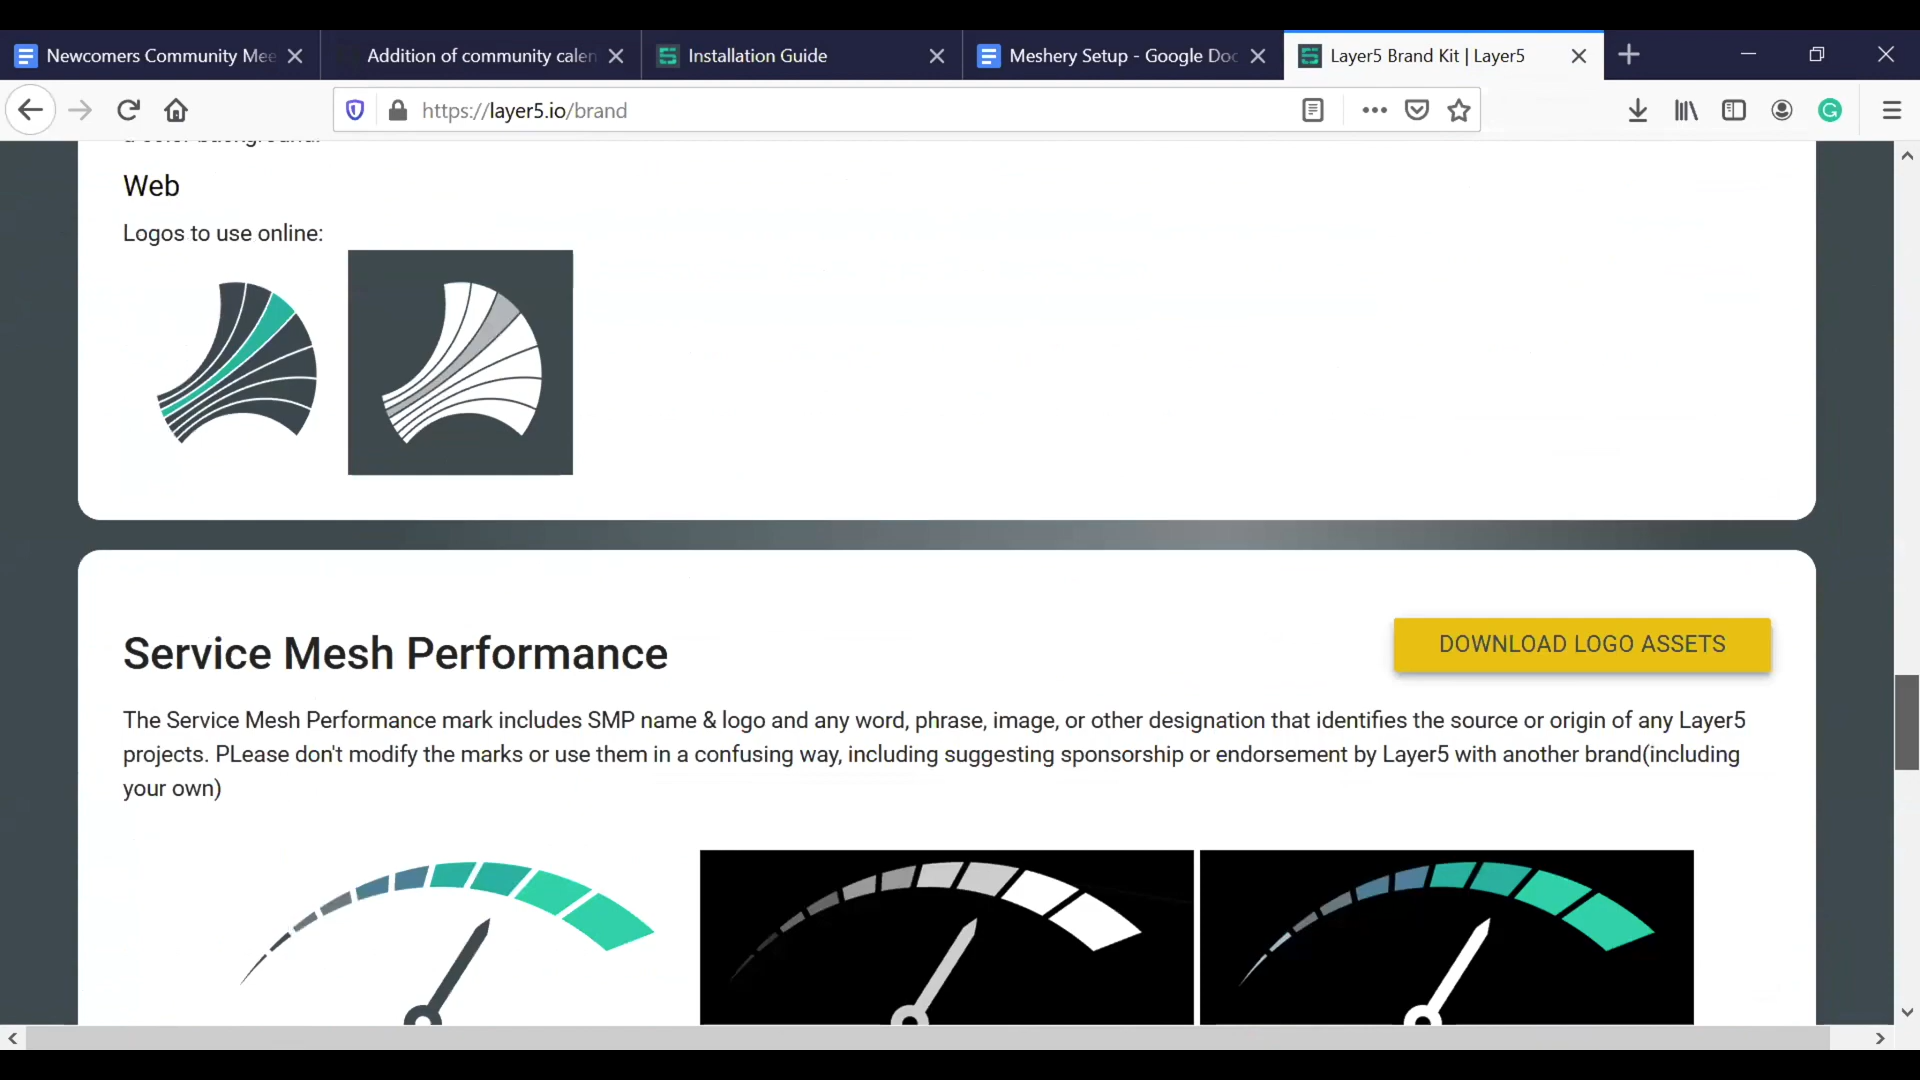 Newcomers Community Mee
Addition of community calen
Installation Guide
Meshery Setup - Google Doc
Layer5 Brand Kit | Layer5
https://layer5.io/brand
a color background.
Web
Logos to use online:
Service Mesh Performance
DOWNLOAD LOGO ASSETS
The Service Mesh Performance mark includes SMP name & logo and any word, phrase, image, or other designation that identifies the source or origin of any Layer5
projects. PLease don't modify the marks or use them in a confusing way, including suggesting sponsorship or endorsement by Layer5 with another brand(including
your own)